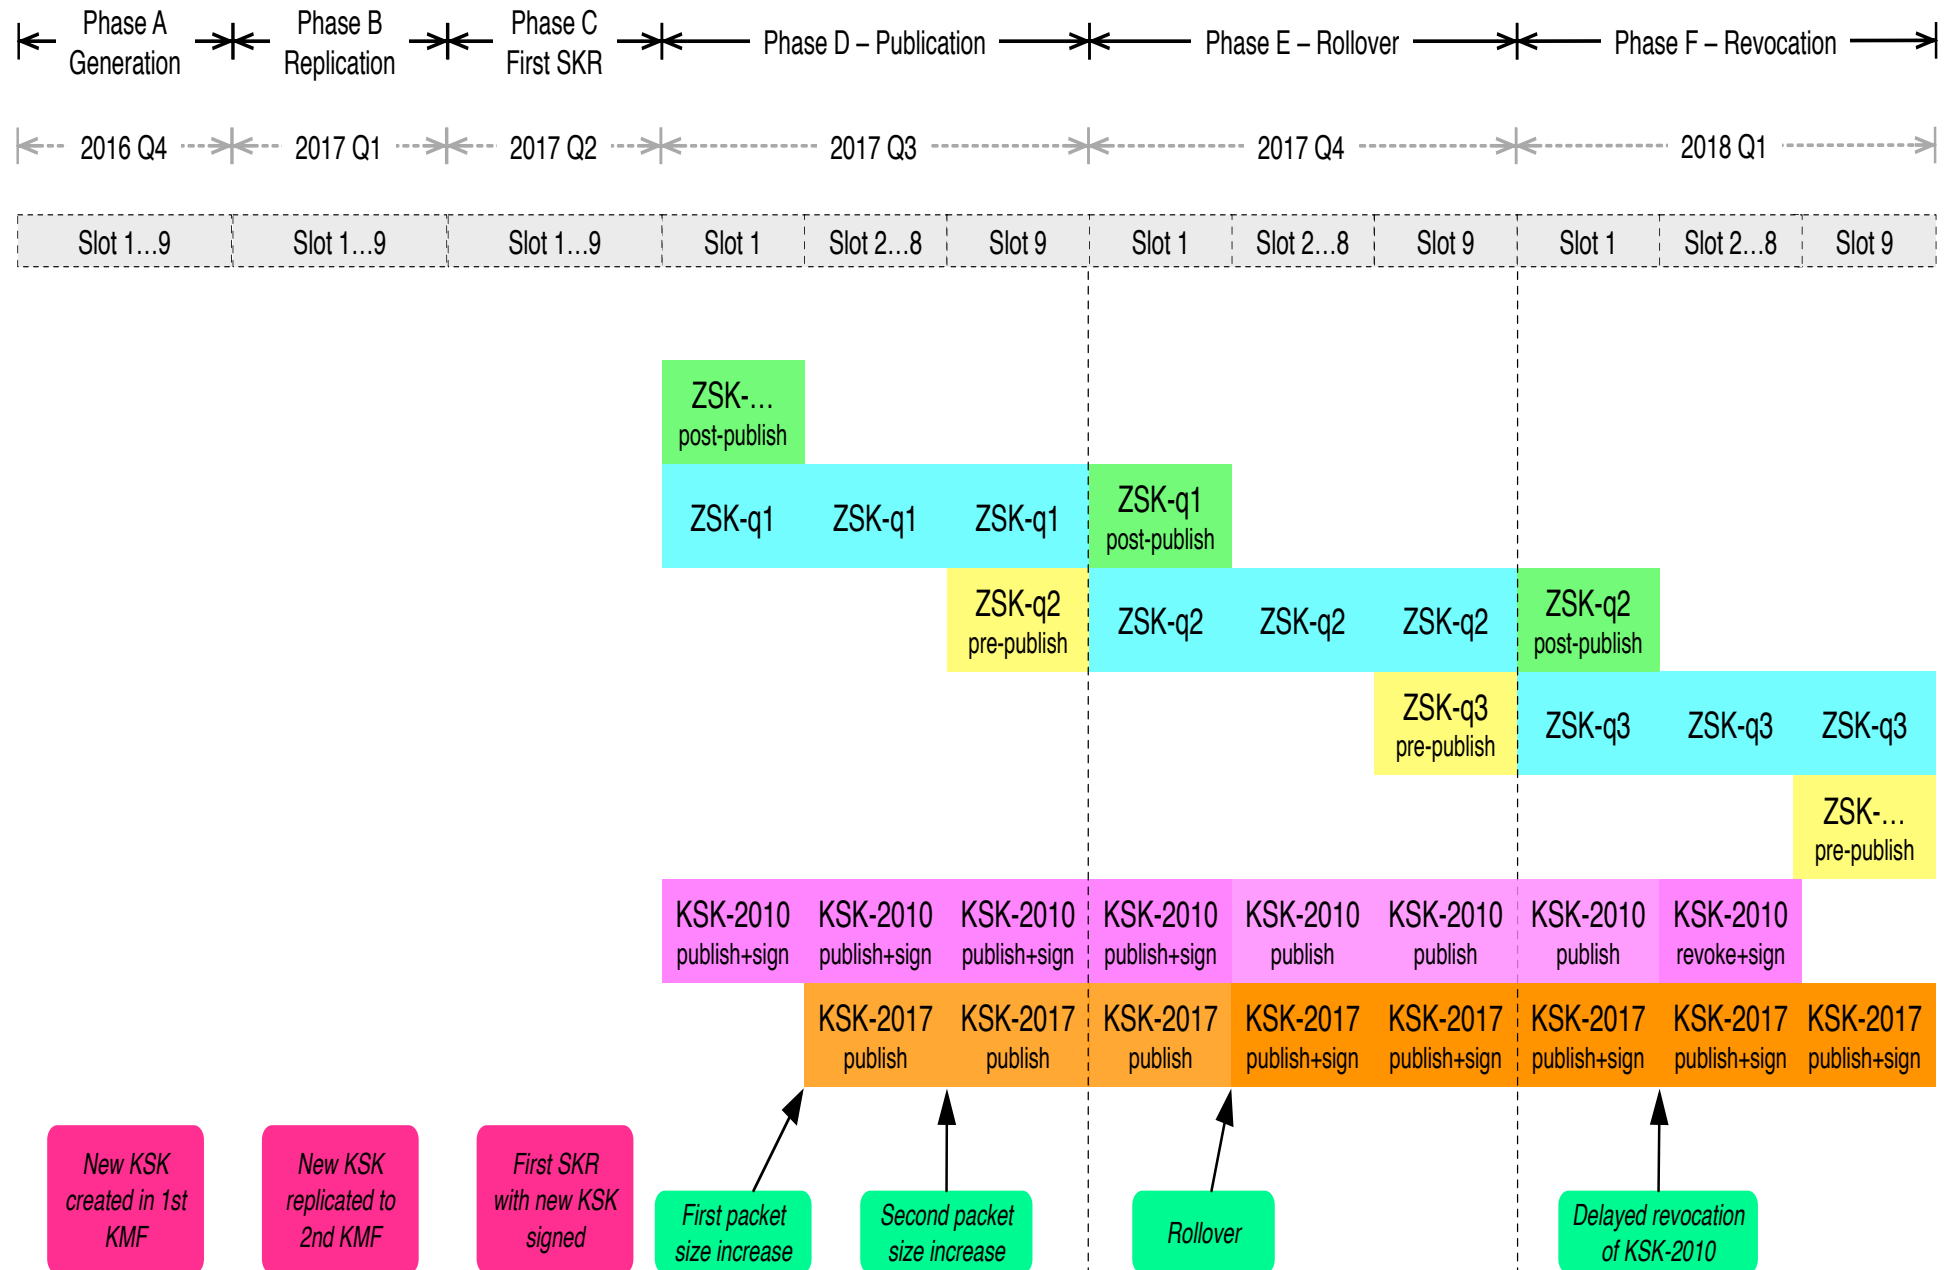 Phase A
Generation
Phase B
Replication
Phase C
First SKR
Phase D – Publication
Phase E – Rollover
Phase F – Revocation
2016 Q4
2017 Q1
2017 Q2
2017 Q3
2017 Q4
2018 Q1
Slot 1...9
Slot 1...9
Slot 1...9
Slot 1
Slot 2...8
Slot 9
Slot 1
Slot 2...8
Slot 9
Slot 1
Slot 2...8
Slot 9
ZSK-...
post-publish
ZSK-q1
ZSK-q1
ZSK-q1
ZSK-q1
post-publish
ZSK-q2
pre-publish
ZSK-q2
ZSK-q2
ZSK-q2
ZSK-q2
post-publish
ZSK-q3
pre-publish
ZSK-q3
ZSK-q3
ZSK-q3
ZSK-...
pre-publish
KSK-2010
publish+sign
KSK-2010
publish+sign
KSK-2010
publish+sign
KSK-2010
publish+sign
KSK-2010
publish
KSK-2010
publish
KSK-2010
publish
KSK-2010
revoke+sign
KSK-2017
publish
KSK-2017
publish
KSK-2017
publish
KSK-2017
publish+sign
KSK-2017
publish+sign
KSK-2017
publish+sign
KSK-2017
publish+sign
KSK-2017
publish+sign
New KSK
created in 1st
KMF
New KSK
replicated to
2nd KMF
First SKR
with new KSK
signed
First packet
size increase
Second packet
size increase
Rollover
Delayed revocation
of KSK-2010